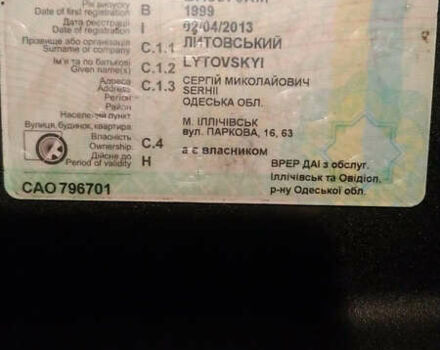 Рік випуску
Date of first registration B 1999
Дата реєстрації
Date of registration I 02/04/2013
Прізвище або організація ЛИТОВСЬКИЙ
Surname or company C.1.1
Ім'я та по батькові LYTOVSKYI
Given name(s) C.1.2
Адреса СЕРГІЙ МИКОЛАЙОВИЧ
Address C.1.3 SERHII
Регіон ОДЕСЬКА ОБЛ.
Район
Населений пункт М. ІЛЛІЧІВСЬК
Вулиця, будинок, квартира вул. ПАРКОВА, 16, 63
Власність
Ownership C.4 а є власником
Дійсне до
Period of validity H ВРЕР ДАІ з обслуг.
Іллічівськ та Овідіоп.
р-ну Одеської обл.
САО 796701